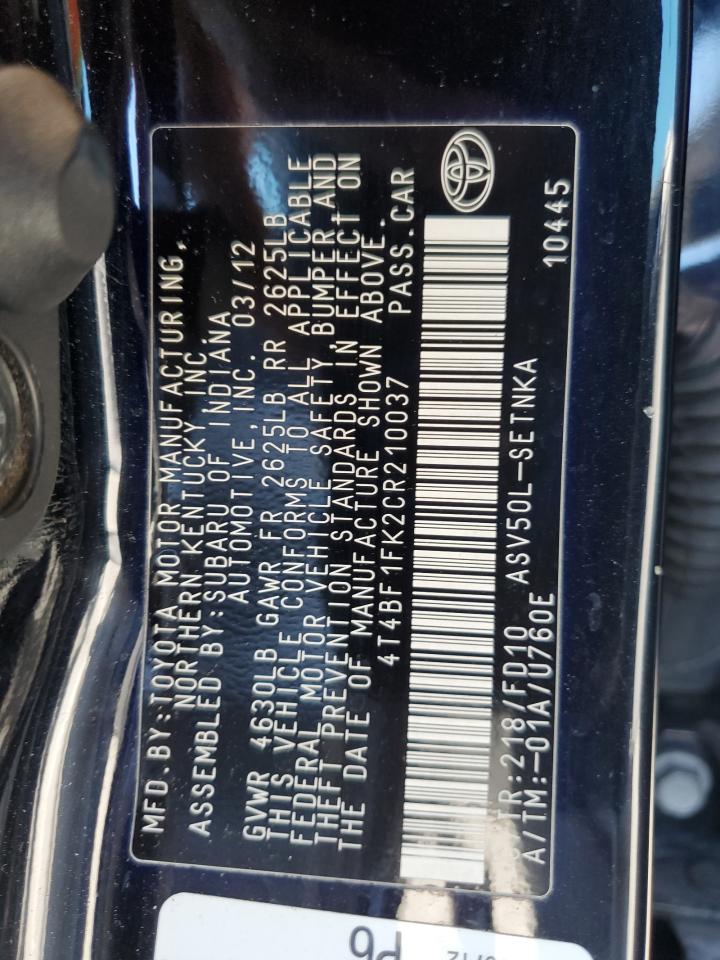 MFD.BY:TOYOTA MOTOR MANUFACTURING,
NORTHERN KENTUCKY INC.
ASSEMBLED BY:SUBARU OF INDIANA
AUTOMOTIVE,INC. 03/12
GVWR 4630LB GAWR FR 2625LB RR 2625LB
THIS VEHICLE CONFORMS TO ALL APPLICABLE
FEDERAL MOTOR VEHICLE SAFETY,BUMPER,AND
THEFT PREVENTION STANDARDS IN EFFECT ON
THE DATE OF MANUFACTURE SHOWN ABOVE.
4T4BF1FK2CR210037 PASS.CAR
C/TR:218/FD10 ASV50L-SETNKA
A/TM:-01A/U760E 10445
P6